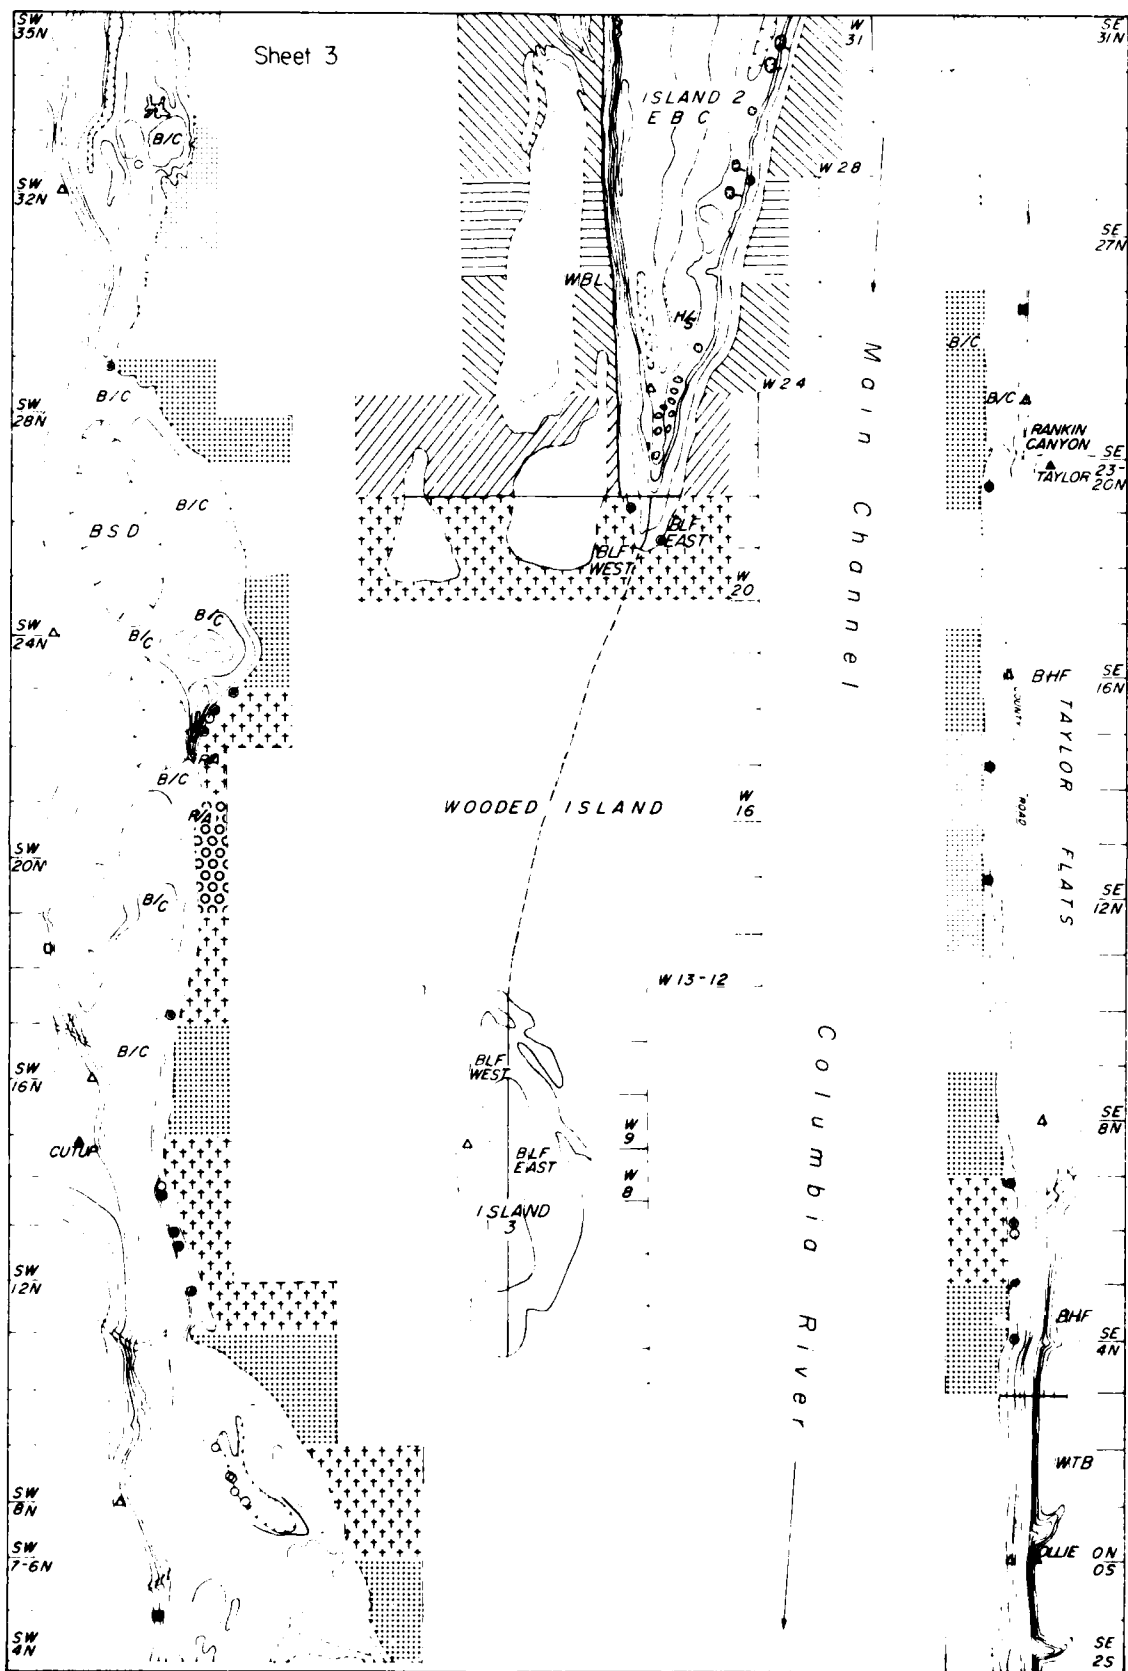 SW
35N
Sheet 3
W
31
SE
31N
ISLAND 2
EBC
B/C
W 28
SW
32N
SE
27N
WBL
B/C
W 24
B/C
B/C
SW
28N
RANKIN
CANYON
SE
23-
20N
TAYLOR
Main Channel
B/C
BSD
BLF
EAST
BLF
WEST
W
20
B/C
B/C
SW
24N
BHF
SE
16N
COUNTY
ROAD
TAYLOR FLATS
B/C
R/A
WOODED ISLAND
W
16
SW
20N
B/C
SE
12N
W 13-12
B/C
Columbia River
BLF
WEST
SW
16N
SE
8N
CUTUP
W
9
BLF
EAST
W
8
ISLAND
3
SW
12N
BHF
SE
4N
WTB
SW
8N
SW
7-6N
OLLIE
0N
0S
SW
4N
SE
2S